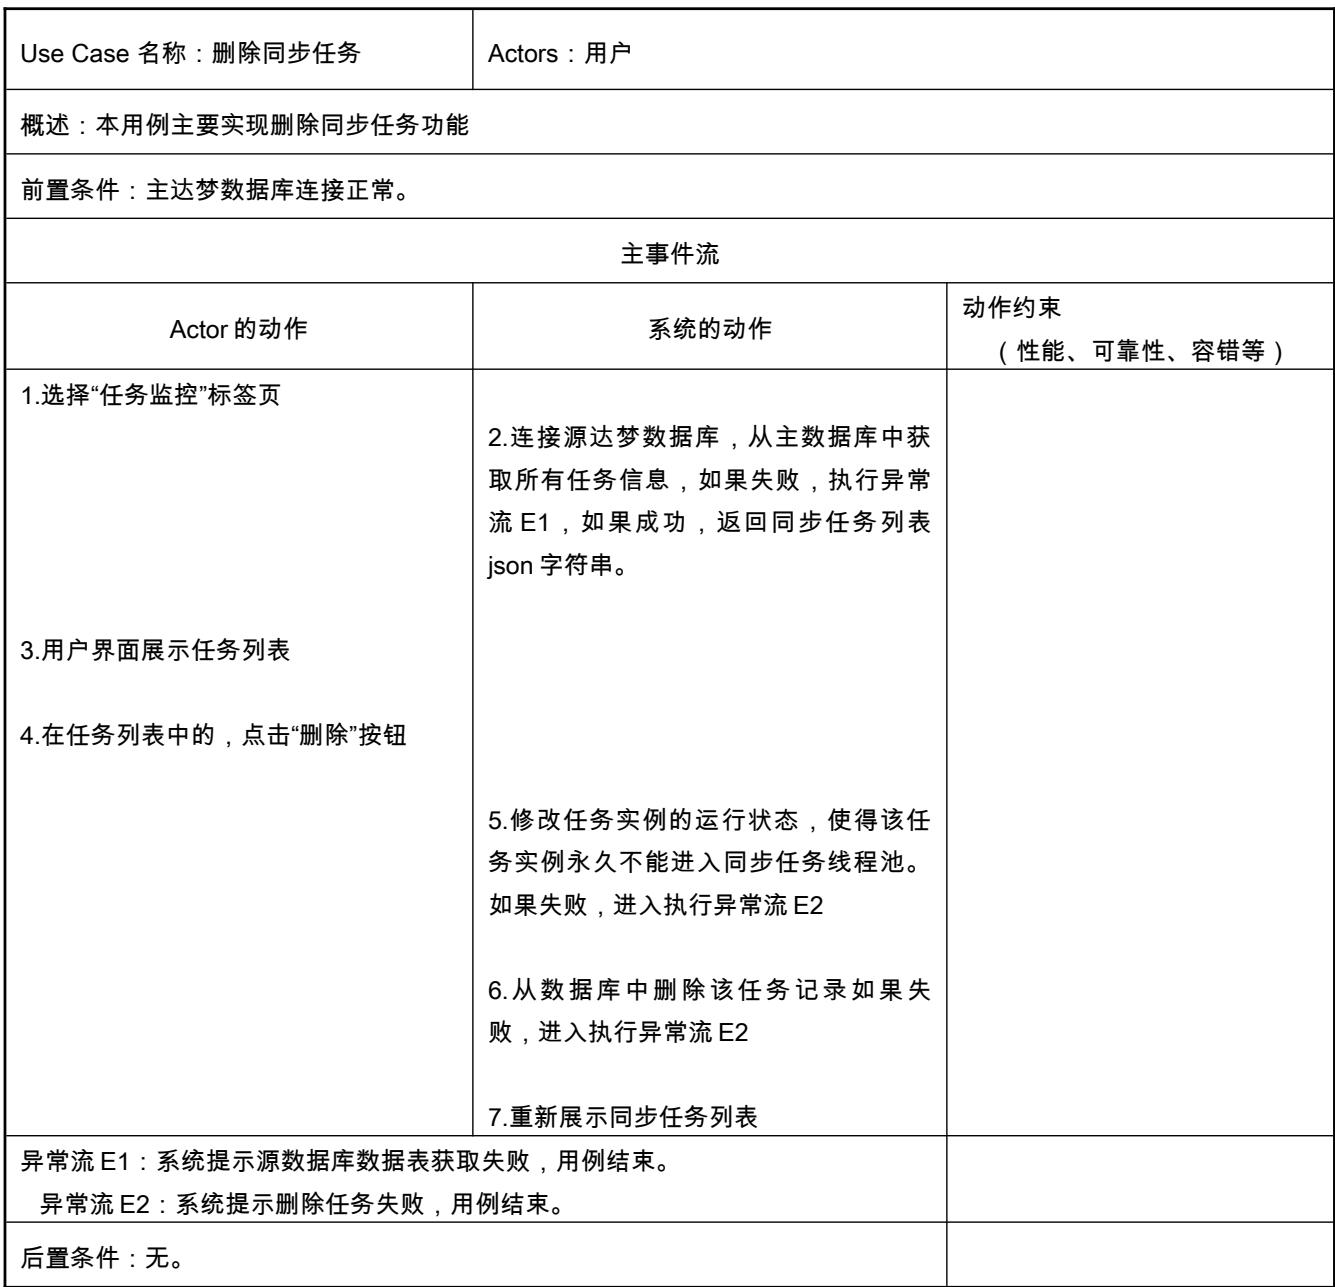 Use Case 名称：删除同步任务
Actors：用户
概述：本用例主要实现删除同步任务功能
前置条件：主达梦数据库连接正常。
主事件流
Actor 的动作
系统的动作
动作约束
（性能、可靠性、容错等）
1.选择“任务监控”标签页
2.连接源达梦数据库，从主数据库中获
取所有任务信息，如果失败，执行异常
流 E1，如果成功，返回同步任务列表
json 字符串。
3.用户界面展示任务列表
4.在任务列表中的，点击“删除”按钮
5.修改任务实例的运行状态，使得该任
务实例永久不能进入同步任务线程池。
如果失败，进入执行异常流 E2
6.从数据库中删除该任务记录如果失
败，进入执行异常流 E2
7.重新展示同步任务列表
异常流 E1：系统提示源数据库数据表获取失败，用例结束。
异常流 E2：系统提示删除任务失败，用例结束。
后置条件：无。